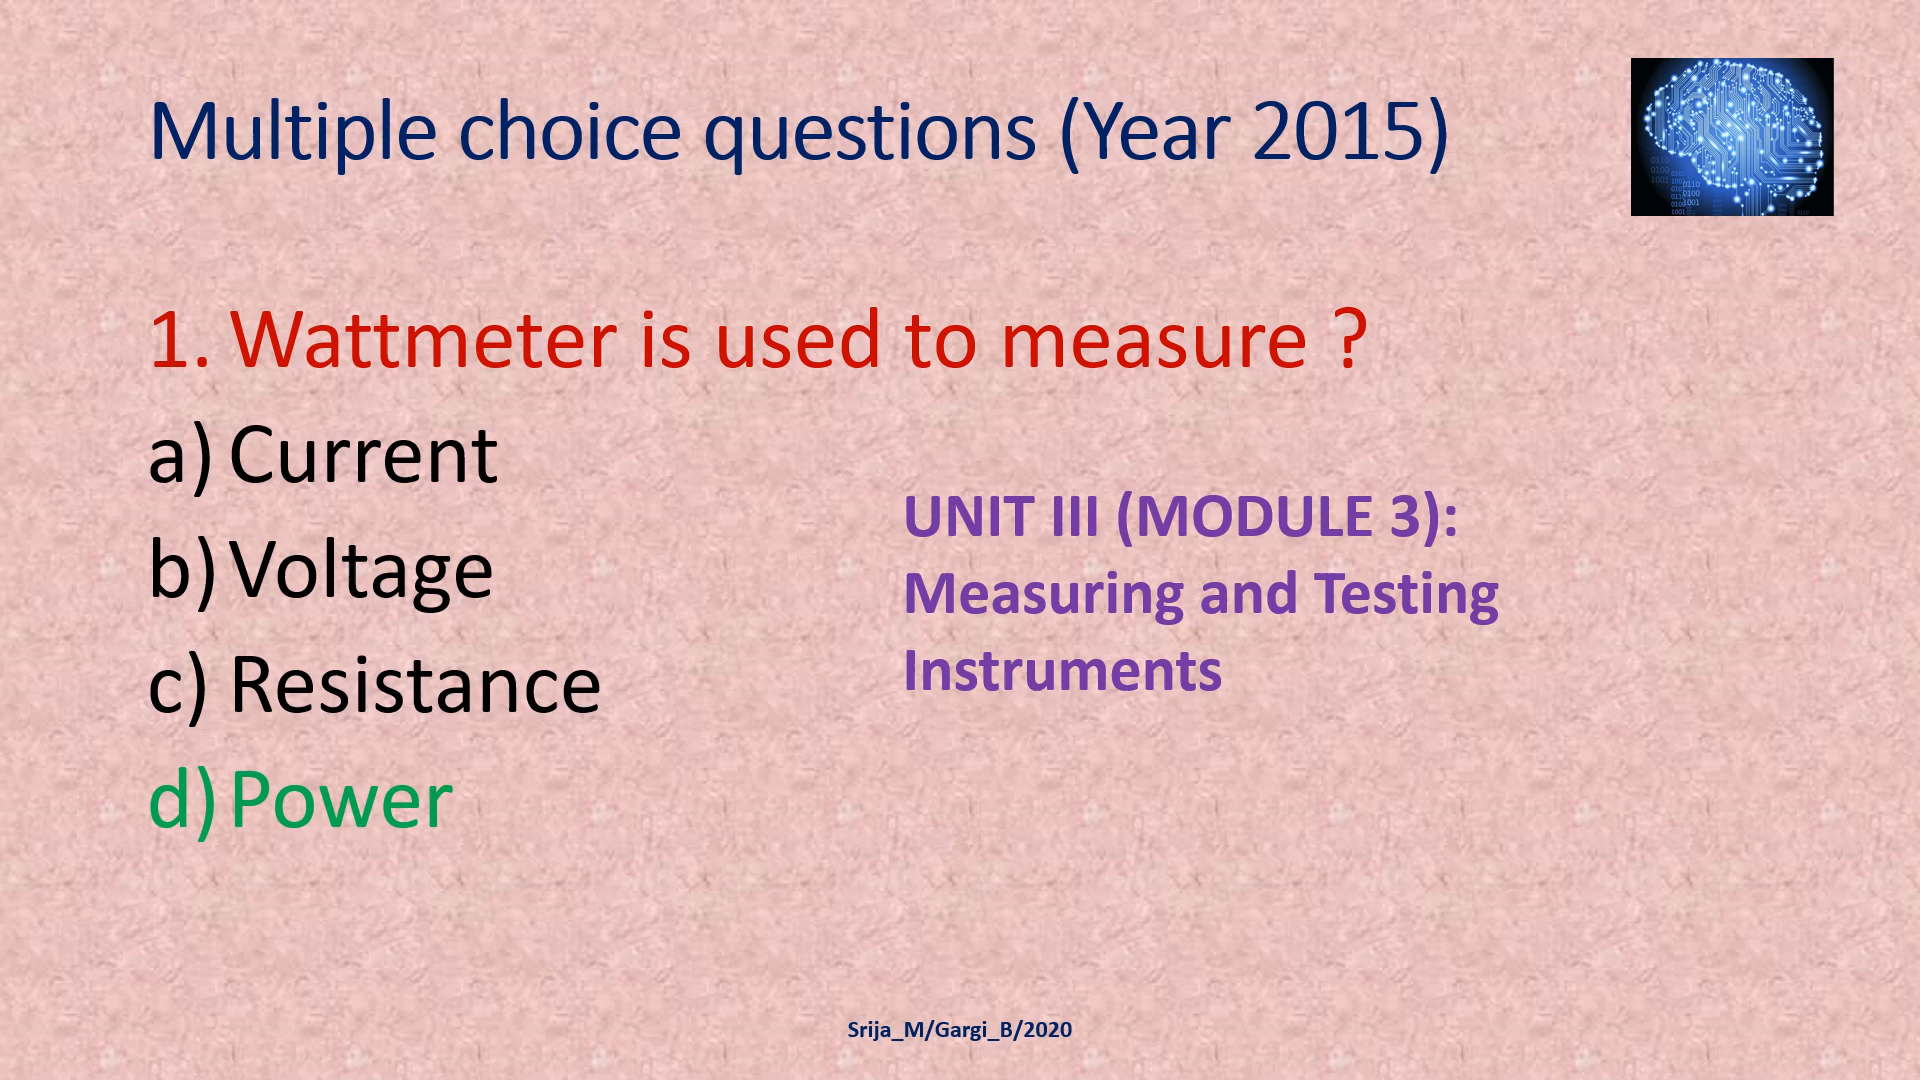 Multiple choice questions (Year 2015)
1. Wattmeter is used to measure ?
a) Current
b) Voltage
c) Resistance
d) Power
UNIT III (MODULE 3):
Measuring and Testing
Instruments
Srija_M/Gargi_B/2020